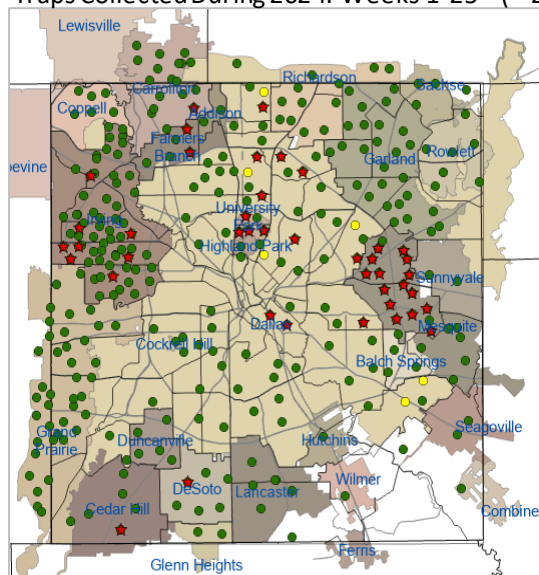 Traps Collected During 2024: Weeks 1-25
Lewisville
Richardson
Carrollton
Sachse
Coppell
Addison
Farmers
Branch
Garland
Rowlett
Irving
University
Park
Highland Park
Sunnyvale
Dallas
Mesquite
Cockrell Hill
Balch Springs
Grand
Prairie
Duncanville
Hutchins
Seagoville
DeSoto
Lancaster
Wilmer
Cedar Hill
Combine
Ferris
Glenn Heights